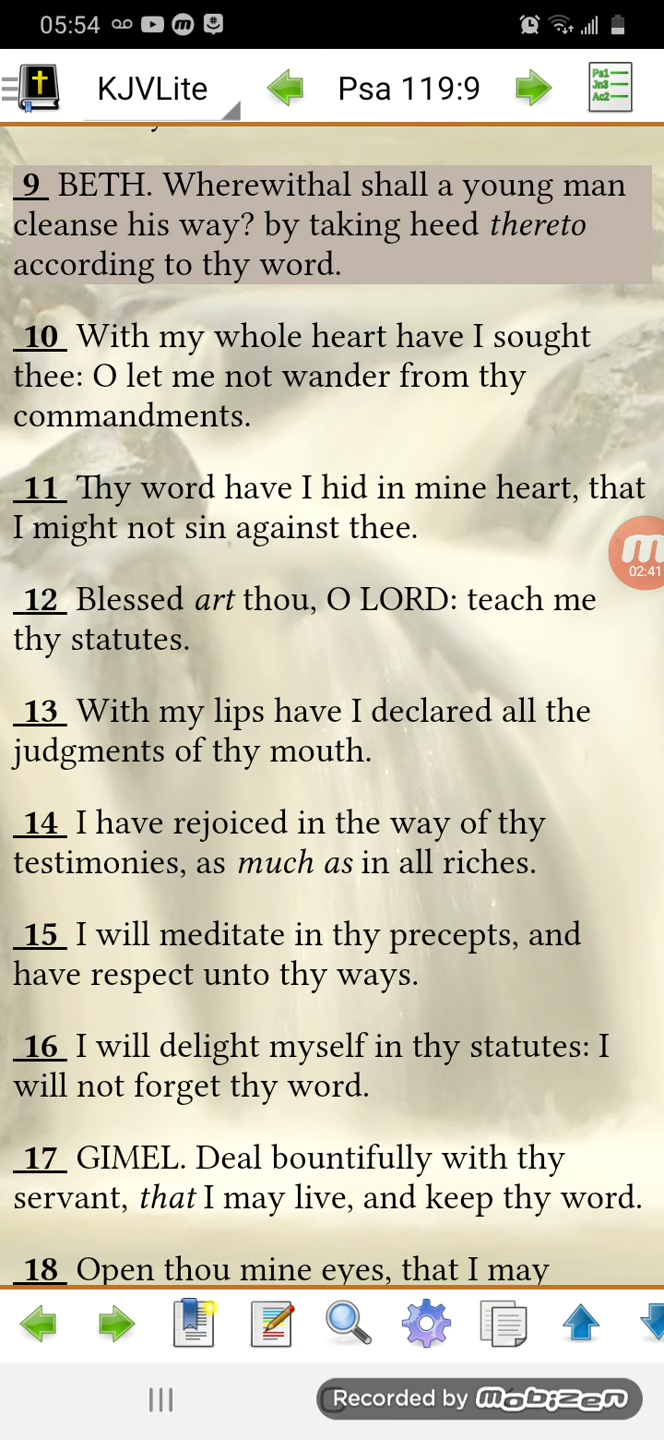 05:54
KJVLite
Psa 119:9
Ps1
Jn3
Ac2
9 BETH. Wherewithal shall a young man
cleanse his way? by taking heed thereto
according to thy word.
10 With my whole heart have I sought
thee: O let me not wander from thy
commandments.
11 Thy word have I hid in mine heart, that
I might not sin against thee.
02:41
12 Blessed art thou, O LORD: teach me
thy statutes.
13 With my lips have I declared all the
judgments of thy mouth.
14 I have rejoiced in the way of thy
testimonies, as much as in all riches.
15 I will meditate in thy precepts, and
have respect unto thy ways.
16 I will delight myself in thy statutes: I
will not forget thy word.
17 GIMEL. Deal bountifully with thy
servant, that I may live, and keep thy word.
18 Open thou mine eyes, that I may
Recorded by mobizen